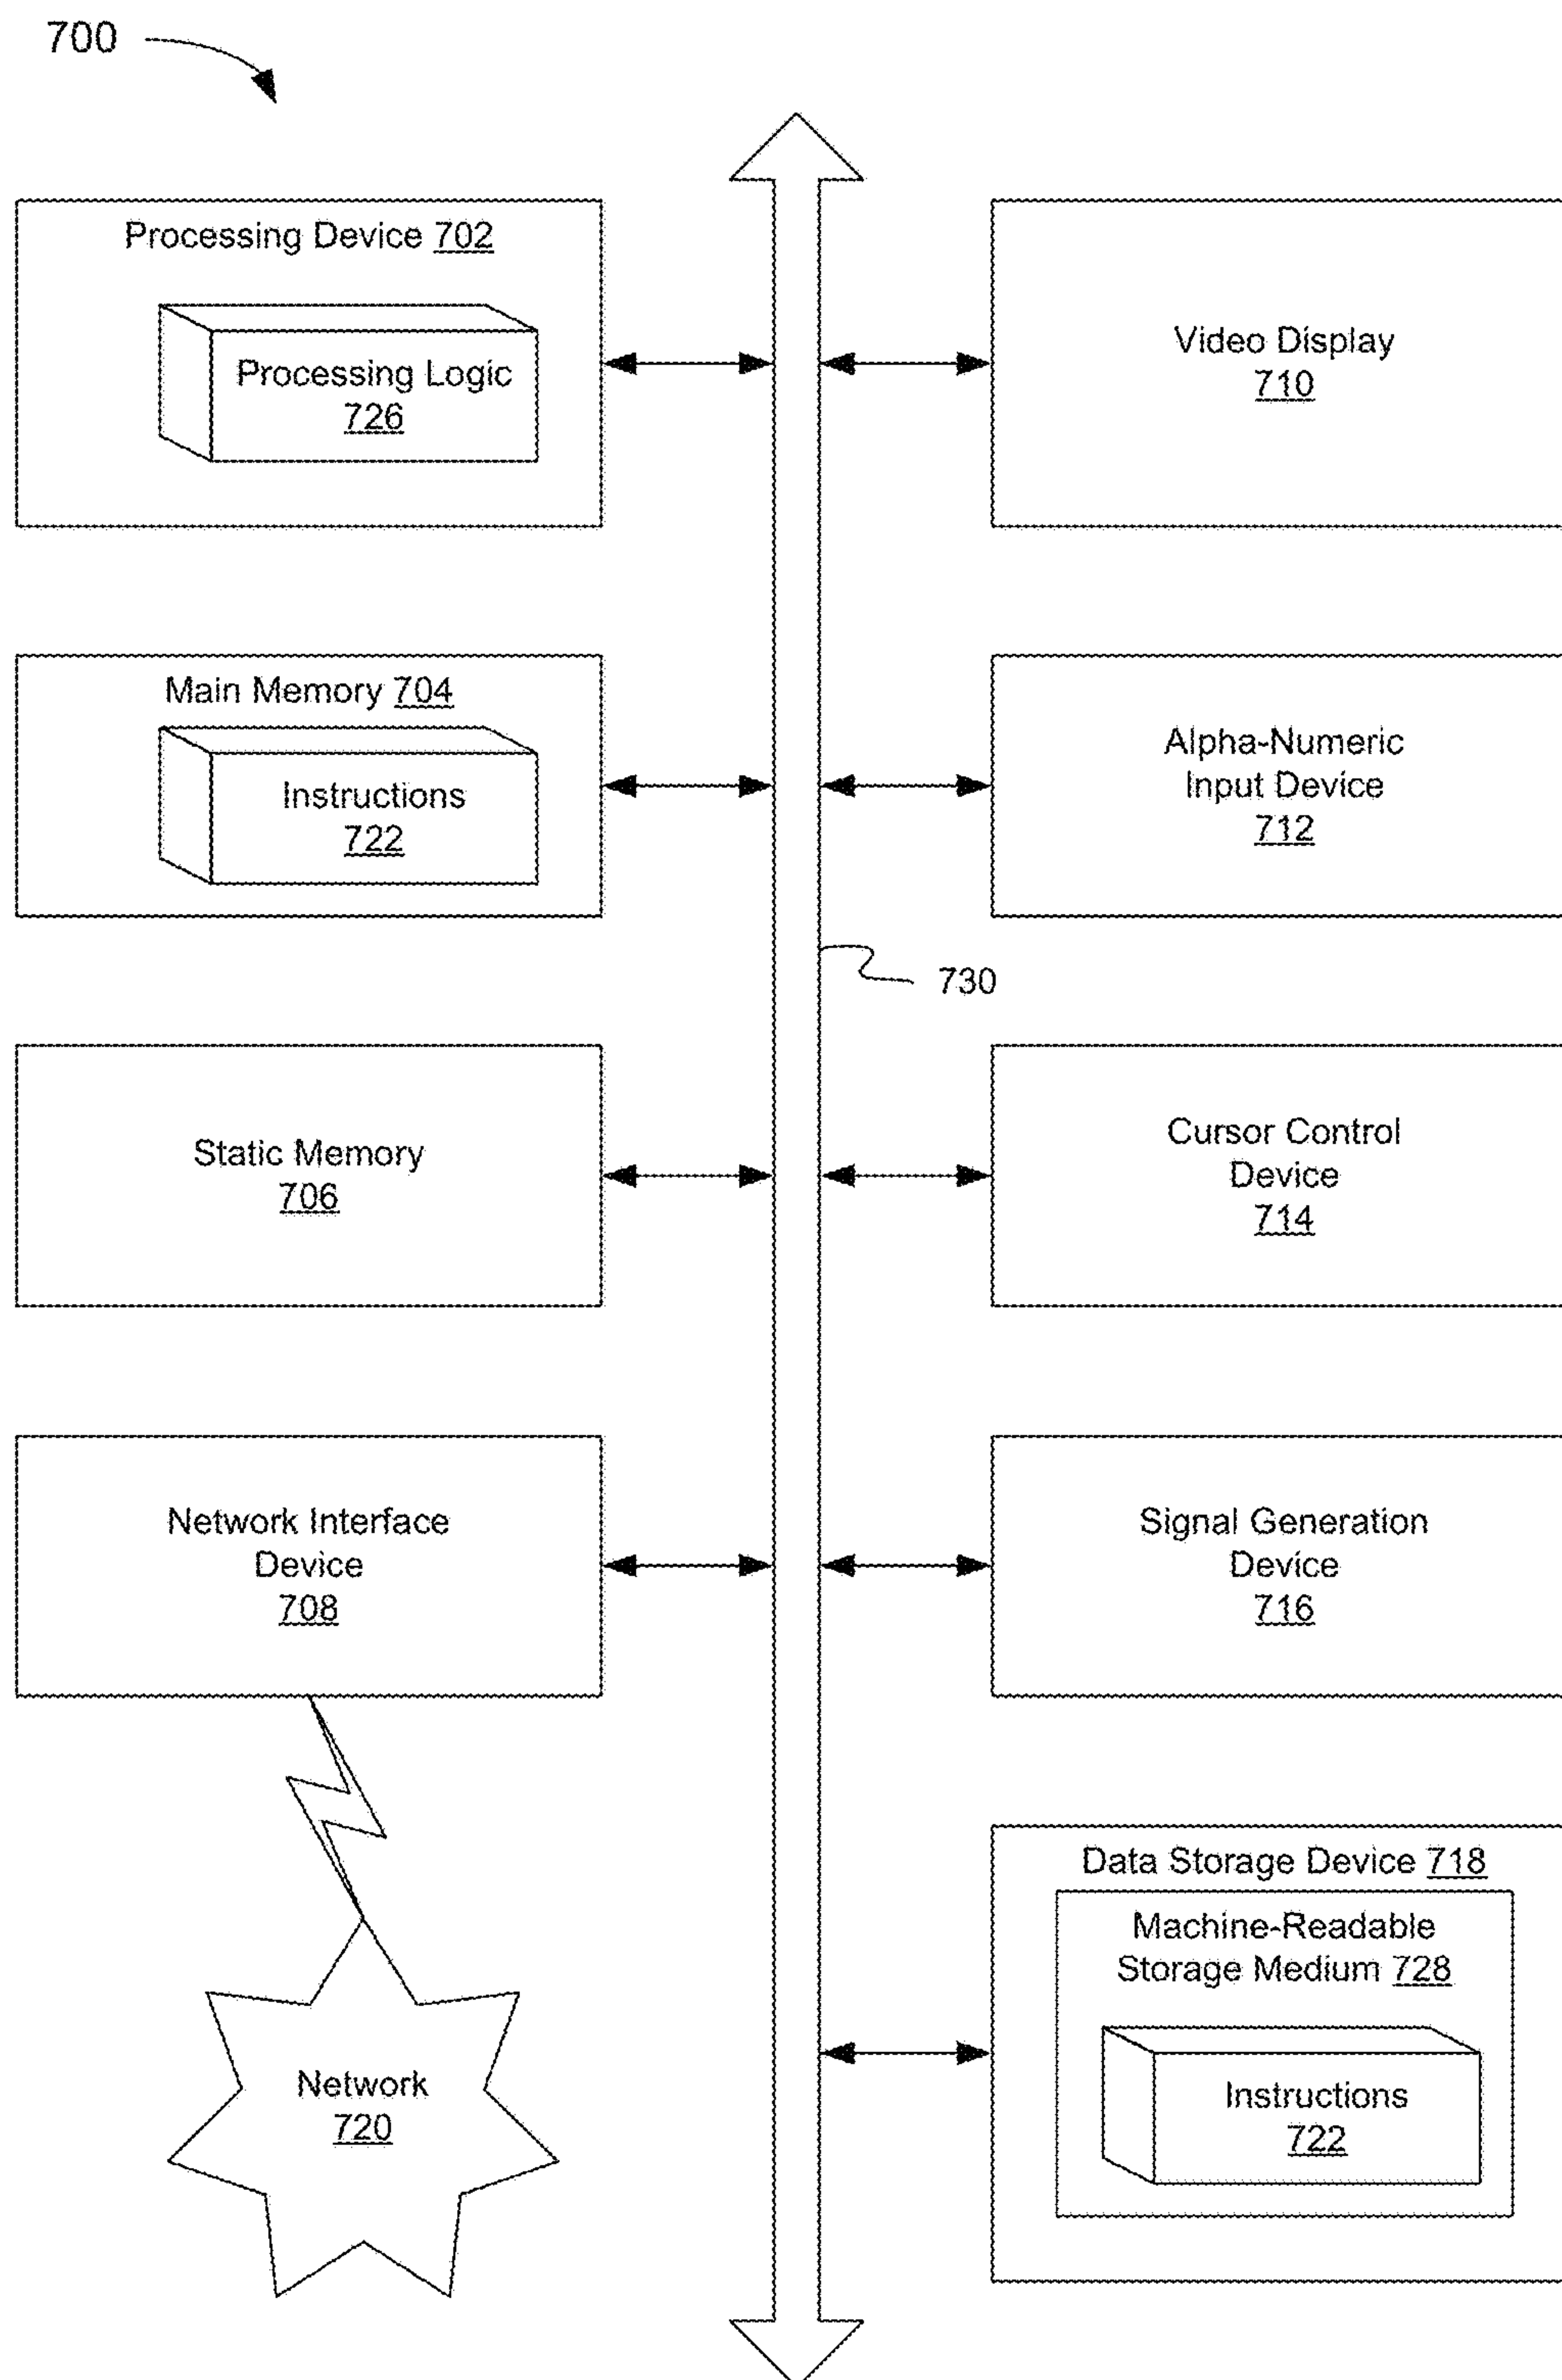 700
Processing Device 702
Processing Logic
726
Video Display
710
Main Memory 704
Instructions
722
Alpha-Numeric
Input Device
712
730
Static Memory
706
Cursor Control
Device
714
Network Interface
Device
708
Signal Generation
Device
716
Data Storage Device 718
Machine-Readable
Storage Medium 728
Instructions
722
Network
720